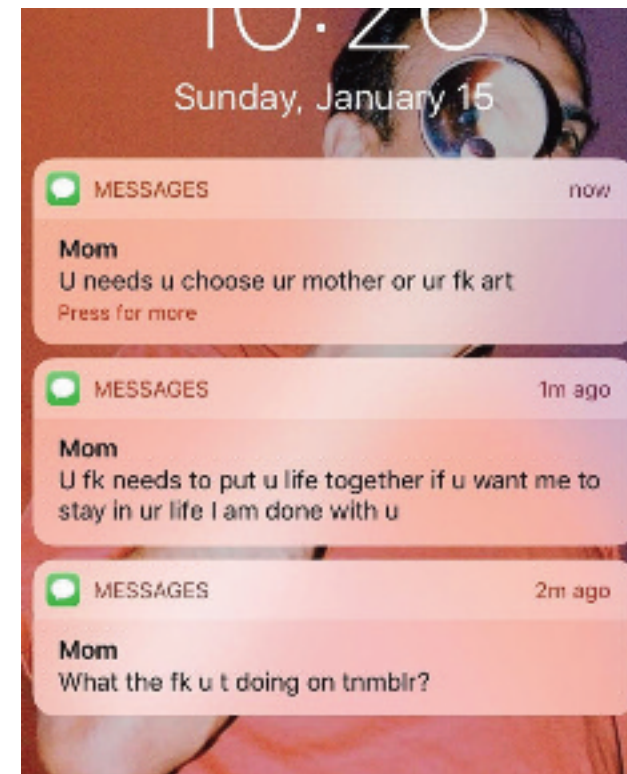 10:26
Sunday, January 15
MESSAGES now
Mom
U needs u choose ur mother or ur fk art
Press for more
MESSAGES 1m ago
Mom
U fk needs to put u life together if u want me to
stay in ur life I am done with u
MESSAGES 2m ago
Mom
What the fk u t doing on tnmblr?